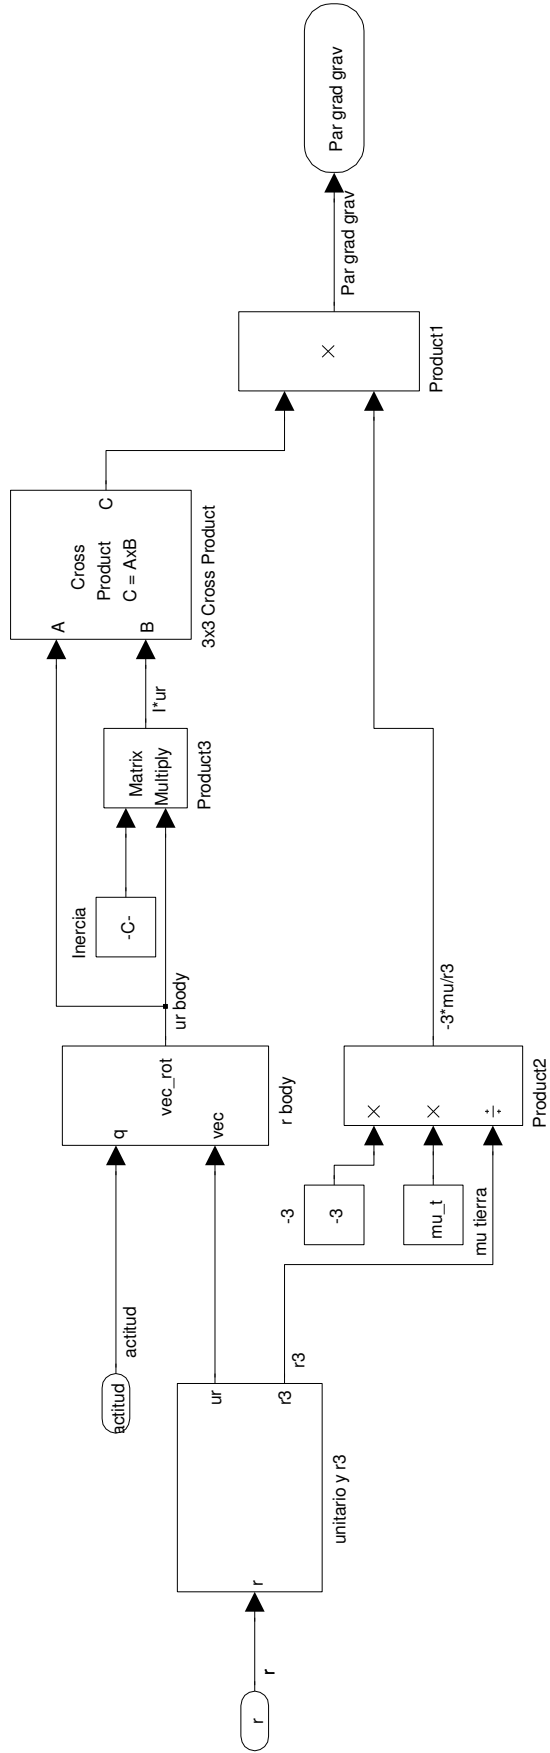 r
r
r
ur
r3
unitario y r3
r3
actitud
actitud
q
vec
vec_rot
r body
ur body
-3
-3
mu_t
mu tierra
×
×
÷
Product2
-3*mu/r3
Inercia
-C-
Matrix
Multiply
Product3
I*ur
A
B
Cross
Product
C = AxB
C
3x3 Cross Product
×
Product1
Par grad grav
Par grad grav